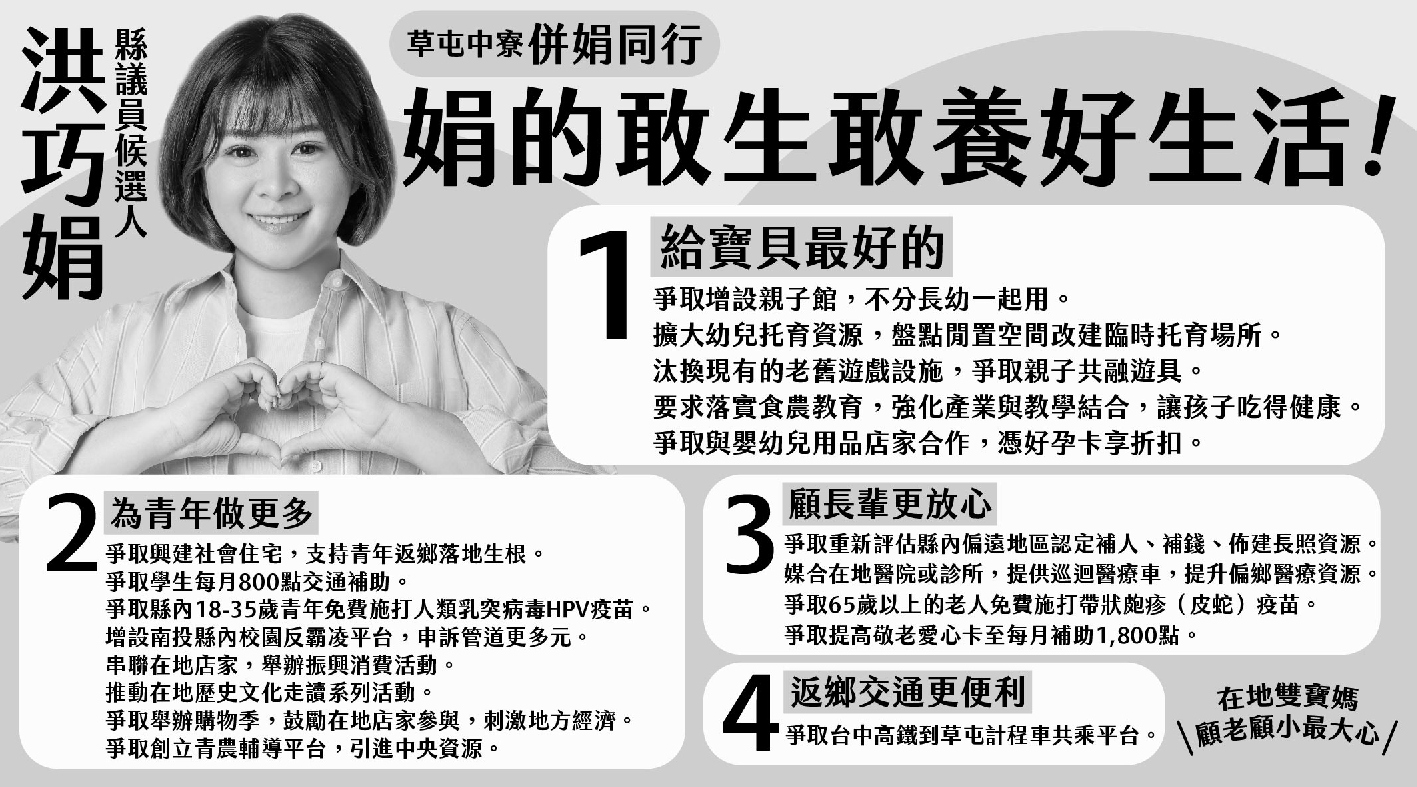 縣議員候選人
洪巧娟
草屯中寮 併娟同行
娟的敢生敢養好生活!
1 給寶貝最好的
爭取增設親子館，不分長幼一起用。
擴大幼兒托育資源，盤點閒置空間改建臨時托育場所。
汰換現有的老舊遊戲設施，爭取親子共融遊具。
要求落實食農教育，強化產業與教學結合，讓孩子吃得健康。
爭取與嬰幼兒用品店家合作，憑好孕卡享折扣。
2 為青年做更多
爭取興建社會住宅，支持青年返鄉落地生根。
爭取學生每月800點交通補助。
爭取縣內18-35歲青年免費施打人類乳突病毒HPV疫苗。
增設南投縣內校園反霸凌平台，申訴管道更多元。
串聯在地店家，舉辦振興消費活動。
推動在地歷史文化走讀系列活動。
爭取舉辦購物季，鼓勵在地店家參與，刺激地方經濟。
爭取創立青農輔導平台，引進中央資源。
3 顧長輩更放心
爭取重新評估縣內偏遠地區認定補人、補錢、佈建長照資源。
媒合在地醫院或診所，提供巡迴醫療車，提升偏鄉醫療資源。
爭取65歲以上的老人免費施打帶狀皰疹（皮蛇）疫苗。
爭取提高敬老愛心卡至每月補助1,800點。
4 返鄉交通更便利
爭取台中高鐵到草屯計程車共乘平台。
在地雙寶媽
\顧老顧小最大心/